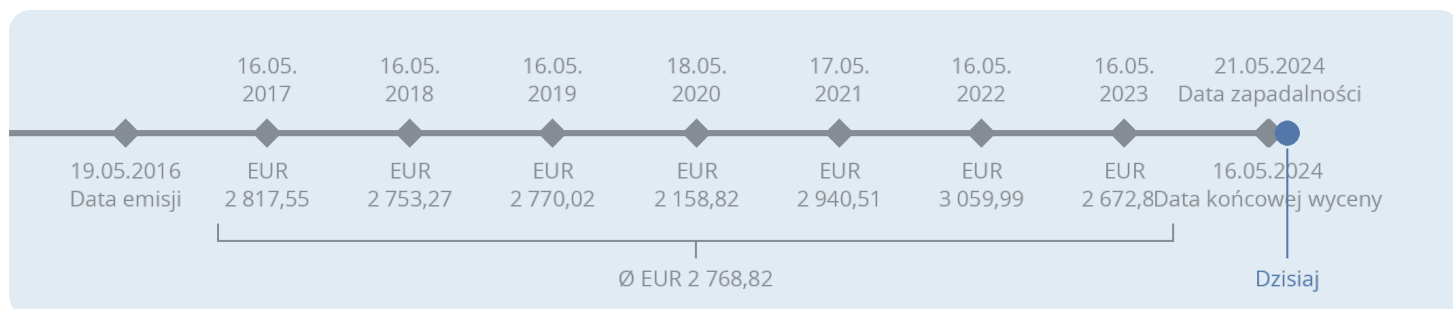 16.05. 16.05. 16.05. 18.05. 17.05. 16.05. 16.05. 21.05.2024
2017 2018 2019 2020 2021 2022 2023 Data zapadalności
19.05.2016 EUR EUR EUR EUR EUR EUR EUR 16.05.2024
Data emisji 2 817,55 2 753,27 2 770,02 2 158,82 2 940,51 3 059,99 2 672,8 Data końcowej wyceny
Ø EUR 2 768,82 Dzisiaj